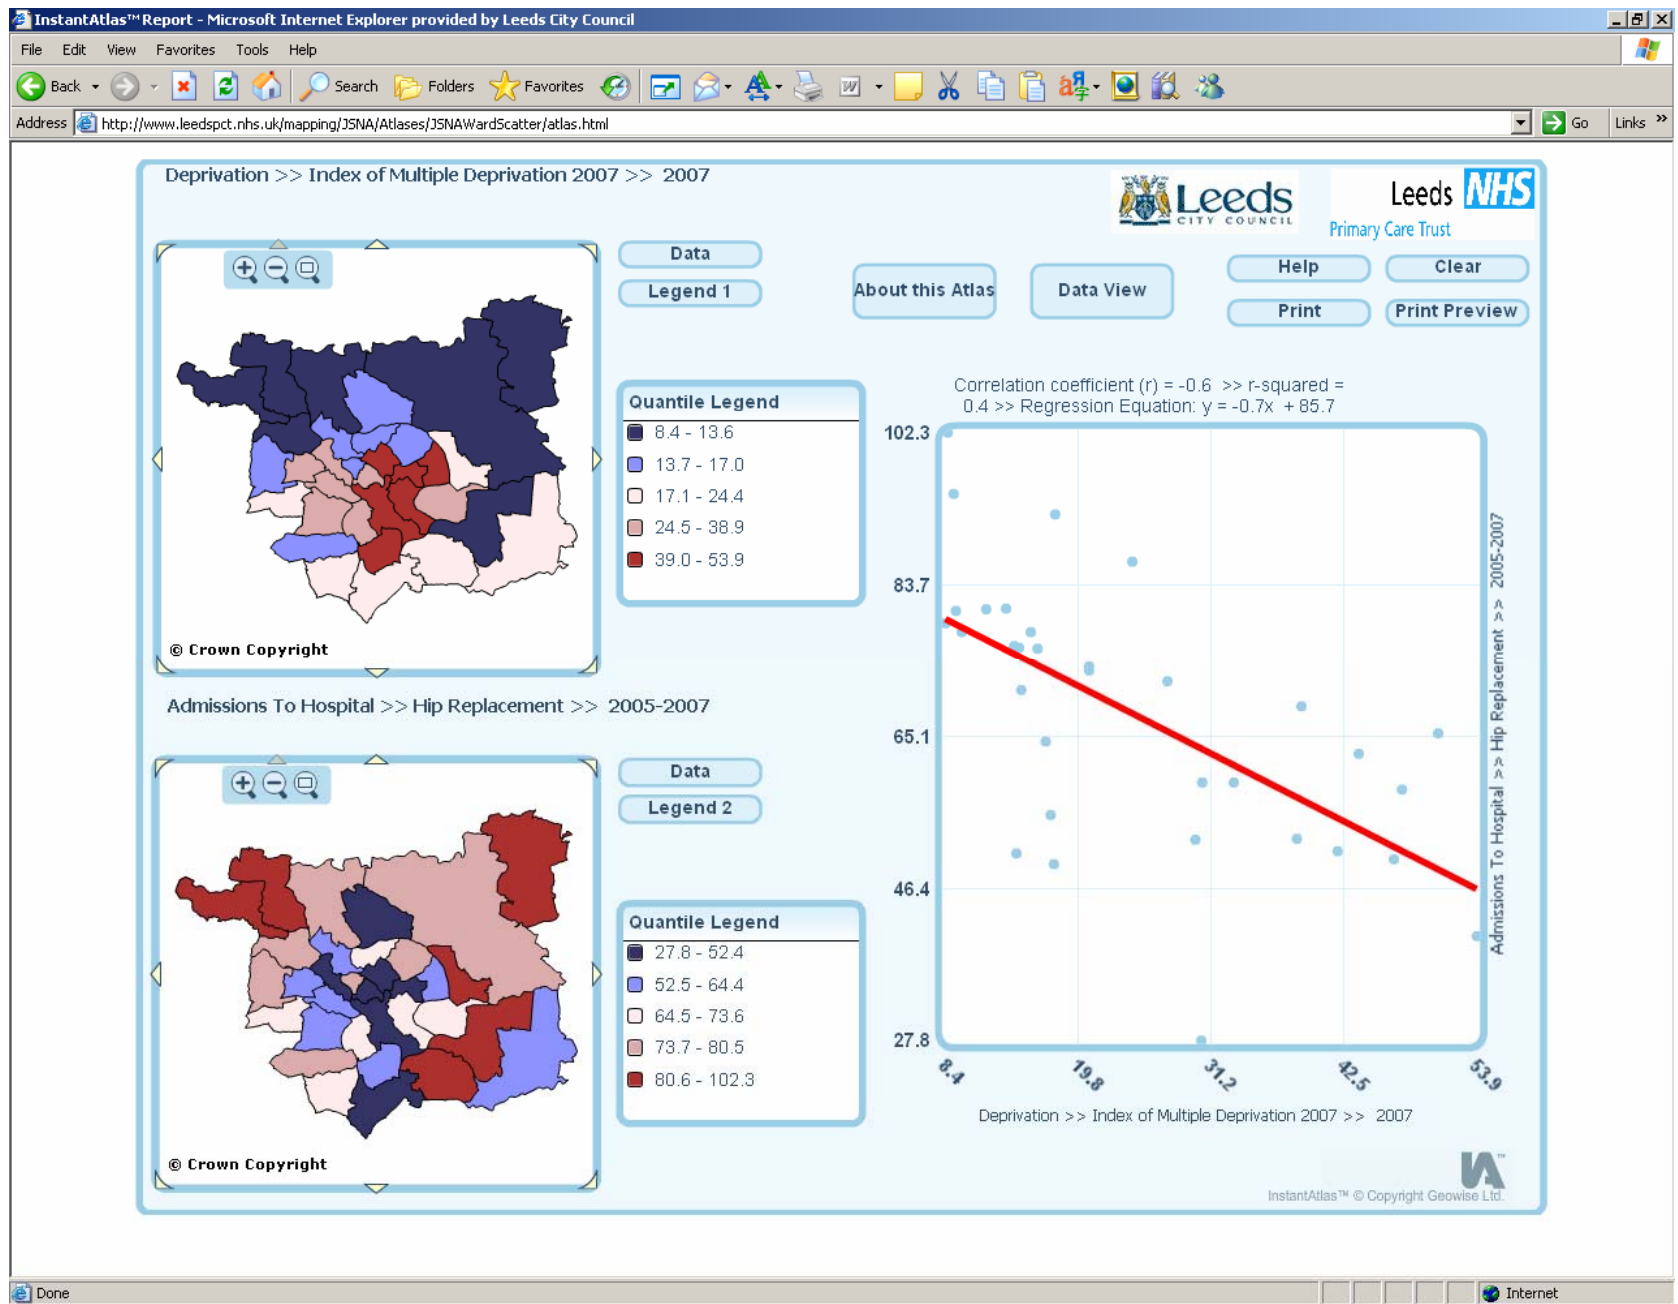 InstantAtlas™ Report - Microsoft Internet Explorer provided by Leeds City Council
File Edit View Favorites Tools Help
Back Search Folders Favorites
Address http://www.leedspct.nhs.uk/mapping/JSNA/Atlases/JSNAWardScatter/atlas.html Go Links »
Deprivation >> Index of Multiple Deprivation 2007 >> 2007
Leeds
CITY COUNCIL
Leeds NHS
Primary Care Trust
Data
Legend 1
About this Atlas
Data View
Help
Clear
Print
Print Preview
Quantile Legend
8.4 - 13.6
13.7 - 17.0
17.1 - 24.4
24.5 - 38.9
39.0 - 53.9
© Crown Copyright
Admissions To Hospital >> Hip Replacement >> 2005-2007
Data
Legend 2
Quantile Legend
27.8 - 52.4
52.5 - 64.4
64.5 - 73.6
73.7 - 80.5
80.6 - 102.3
© Crown Copyright
Correlation coefficient (r) = -0.6 >> r-squared =
0.4 >> Regression Equation: y = -0.7x + 85.7
102.3
83.7
65.1
46.4
27.8
8.4
19.8
31.2
42.5
53.9
Admissions To Hospital >> Hip Replacement >> 2005-2007
Deprivation >> Index of Multiple Deprivation 2007 >> 2007
IA™
InstantAtlas™ © Copyright Geowise Ltd.
Done
Internet